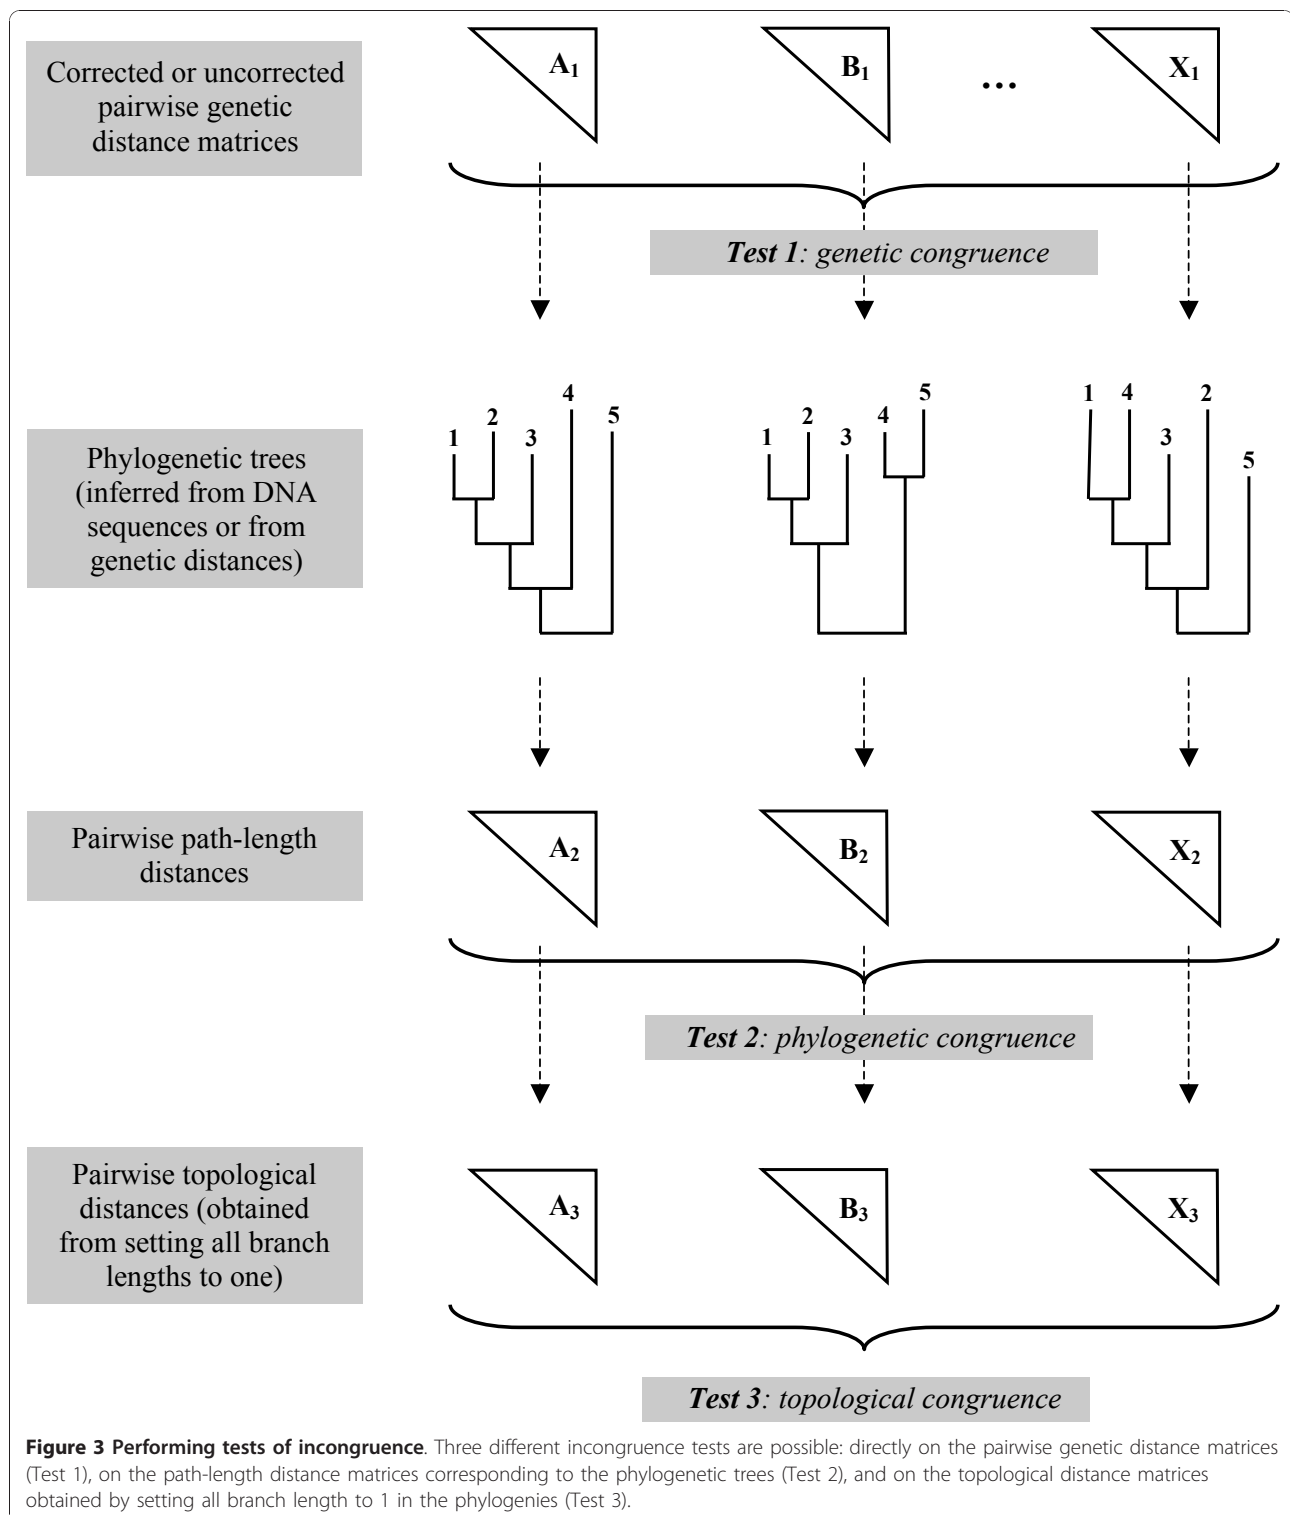 Corrected or uncorrected
pairwise genetic
distance matrices
A₁
B₁
...
X₁
Test 1: genetic congruence
Phylogenetic trees
(inferred from DNA
sequences or from
genetic distances)
1 2 3 4 5
1 2 3 4 5
1 4 3 2 5
Pairwise path-length
distances
A₂
B₂
X₂
Test 2: phylogenetic congruence
Pairwise topological
distances (obtained
from setting all branch
lengths to one)
A₃
B₃
X₃
Test 3: topological congruence
Figure 3 Performing tests of incongruence. Three different incongruence tests are possible: directly on the pairwise genetic distance matrices
(Test 1), on the path-length distance matrices corresponding to the phylogenetic trees (Test 2), and on the topological distance matrices
obtained by setting all branch length to 1 in the phylogenies (Test 3).